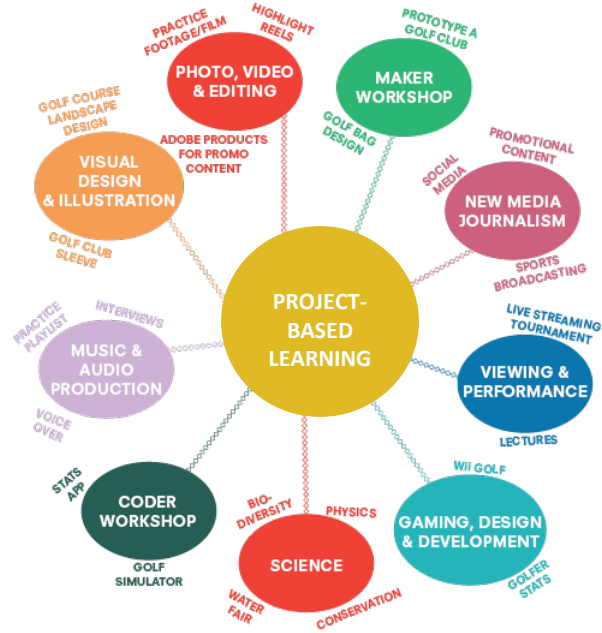 PRACTICE
FOOTAGE/FILM
HIGHLIGHT
REELS
PHOTO, VIDEO
& EDITING
ADOBE PRODUCTS
FOR PROMO
CONTENT
PROTOTYPE A
GOLF CLUB
MAKER
WORKSHOP
GOLF BAG
DESIGN
GOLF COURSE
LANDSCAPE
DESIGN
VISUAL
DESIGN
& ILLUSTRATION
GOLF CLUB
SLEEVE
SOCIAL
MEDIA
PROMOTIONAL
CONTENT
NEW MEDIA
JOURNALISM
SPORTS
BROADCASTING
PROJECT-
BASED
LEARNING
PRACTICE
PLAYLIST
INTERVIEWS
MUSIC &
AUDIO
PRODUCTION
VOICE
OVER
LIVE STREAMING
TOURNAMENT
VIEWING &
PERFORMANCE
LECTURES
STATS
APP
CODER
WORKSHOP
GOLF
SIMULATOR
BIO-
DIVERSITY
PHYSICS
SCIENCE
WATER
FAIR
CONSERVATION
Wii GOLF
GAMING, DESIGN
& DEVELOPMENT
GOLFER
STATS